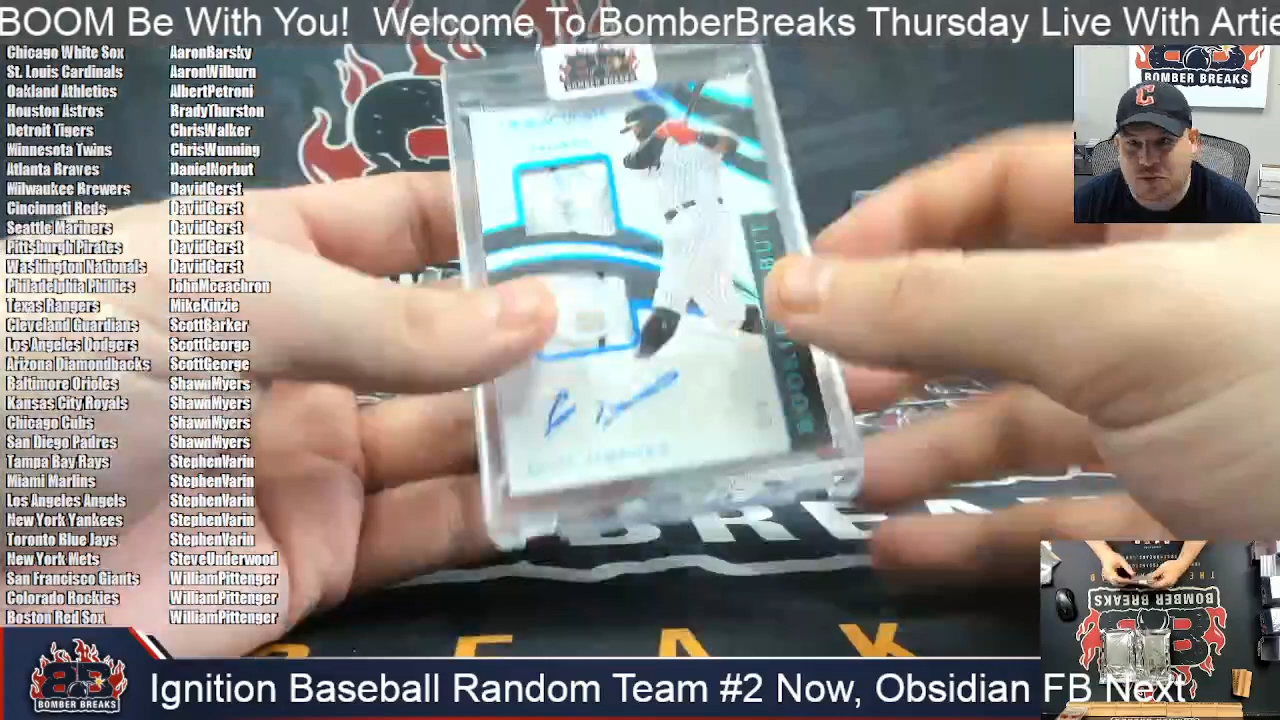 BOOM Be With You! Welcome To BomberBreaks Thursday Live With Artie
Chicago White Sox AaronBarsky
St. Louis Cardinals AaronWilburn
Oakland Athletics AlbertPetroni
Houston Astros BradyThurston
Detroit Tigers ChrisWalker
Minnesota Twins ChrisWunning
Atlanta Braves DanielNorbut
Milwaukee Brewers DavidGerst
Cincinnati Reds DavidGerst
Seattle Mariners DavidGerst
Pittsburgh Pirates DavidGerst
Washington Nationals DavidGerst
Philadelphia Phillies JohnMceachron
Texas Rangers MikeKinzie
Cleveland Guardians ScottBarker
Los Angeles Dodgers ScottGeorge
Arizona Diamondbacks ScottGeorge
Baltimore Orioles ShawnMyers
Kansas City Royals ShawnMyers
Chicago Cubs ShawnMyers
San Diego Padres ShawnMyers
Tampa Bay Rays StephenVarin
Miami Marlins StephenVarin
Los Angeles Angels StephenVarin
New York Yankees StephenVarin
Toronto Blue Jays StephenVarin
New York Mets SteveUnderwood
San Francisco Giants WilliamPittenger
Colorado Rockies WilliamPittenger
Boston Red Sox WilliamPittenger
BOMBER BREAKS
BOMBER BREAKS
C
BREA
BREAK
BOMBER BREAKS
BOMBER BREAKS
Ignition Baseball Random Team #2 Now, Obsidian FB Next